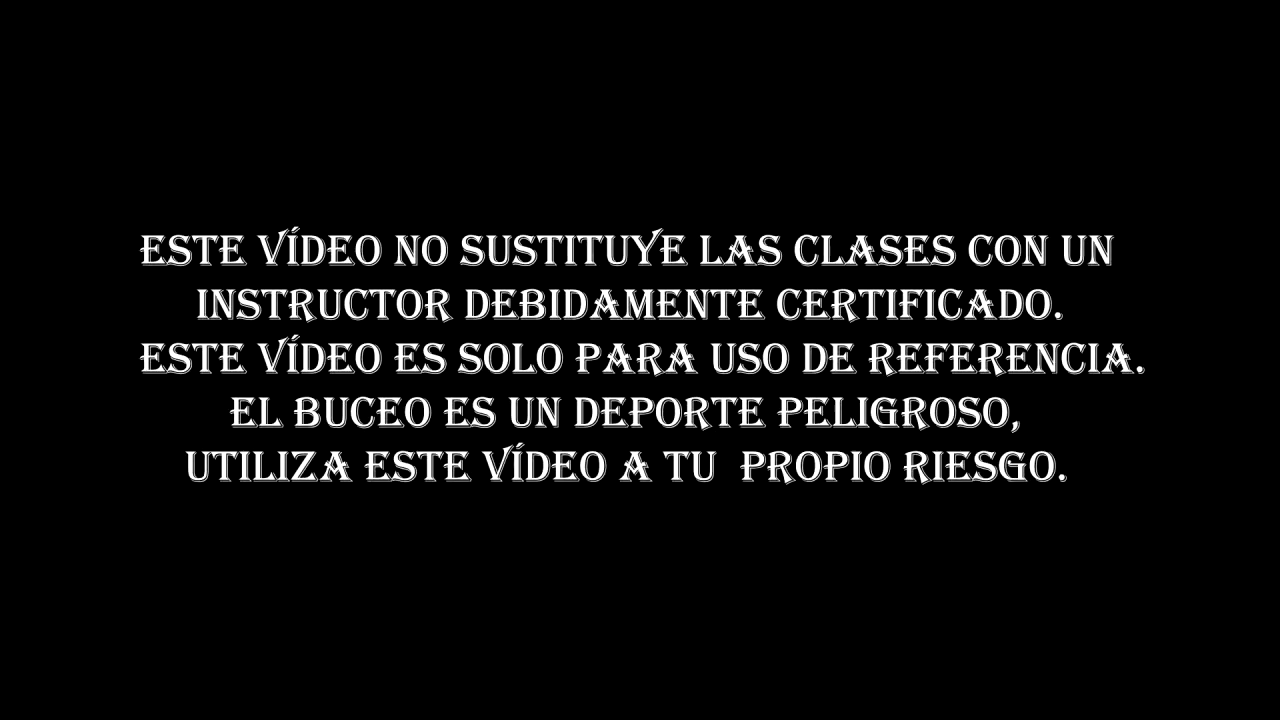 ESTE VÍDEO NO SUSTITUYE LAS CLASES CON UN
INSTRUCTOR DEBIDAMENTE CERTIFICADO.
ESTE VÍDEO ES SOLO PARA USO DE REFERENCIA.
EL BUCEO ES UN DEPORTE PELIGROSO,
UTILIZA ESTE VÍDEO A TU  PROPIO RIESGO.